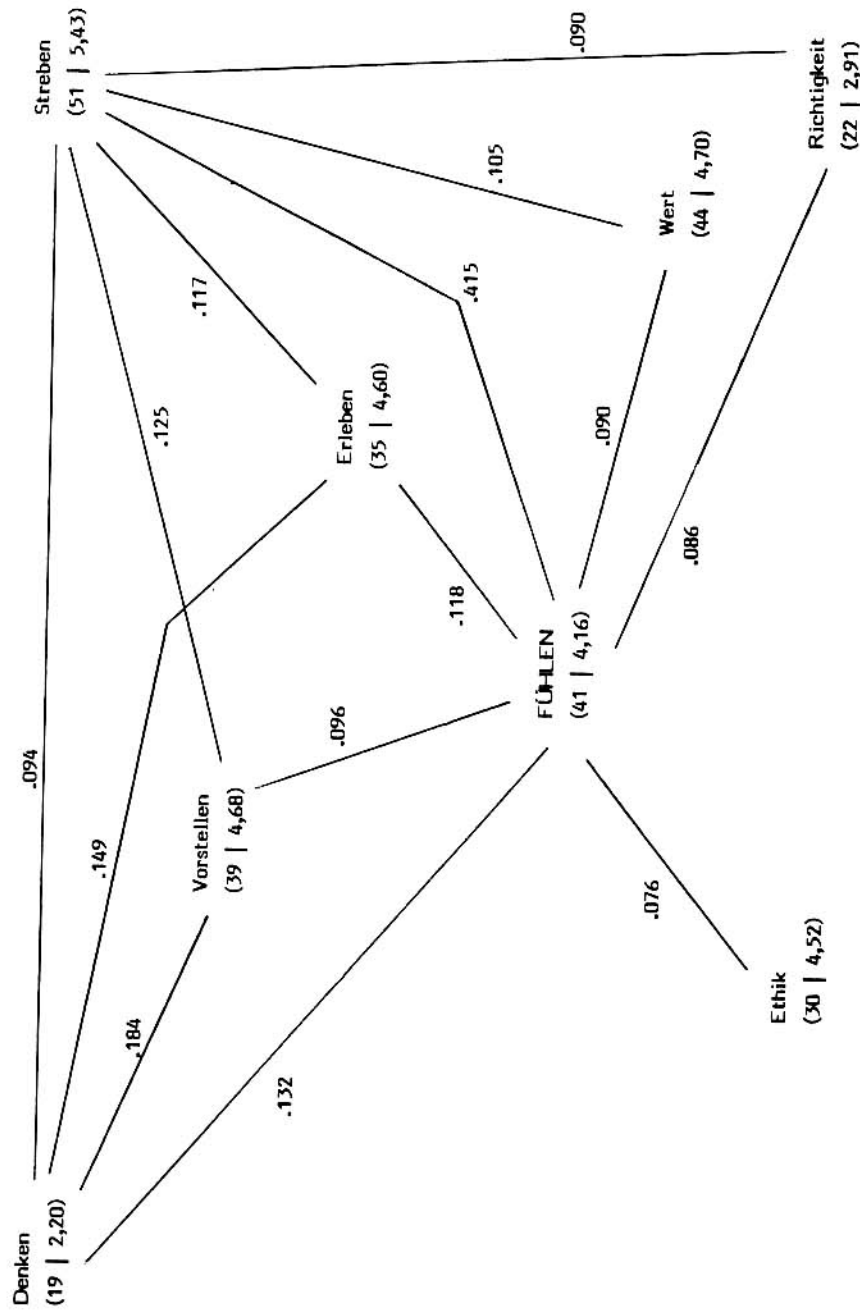 Denken
(19 | 2,20)
Streben
(51 | 5,43)
.094
.149
.184
.132
.125
.117
.415
.105
.090
Vorstellen
(39 | 4,68)
Erleben
(35 | 4,60)
.096
.118
FÜHLEN
(41 | 4,16)
.090
.086
.076
Wert
(44 | 4,70)
Richtigkeit
(22 | 2,91)
Ethik
(30 | 4,52)